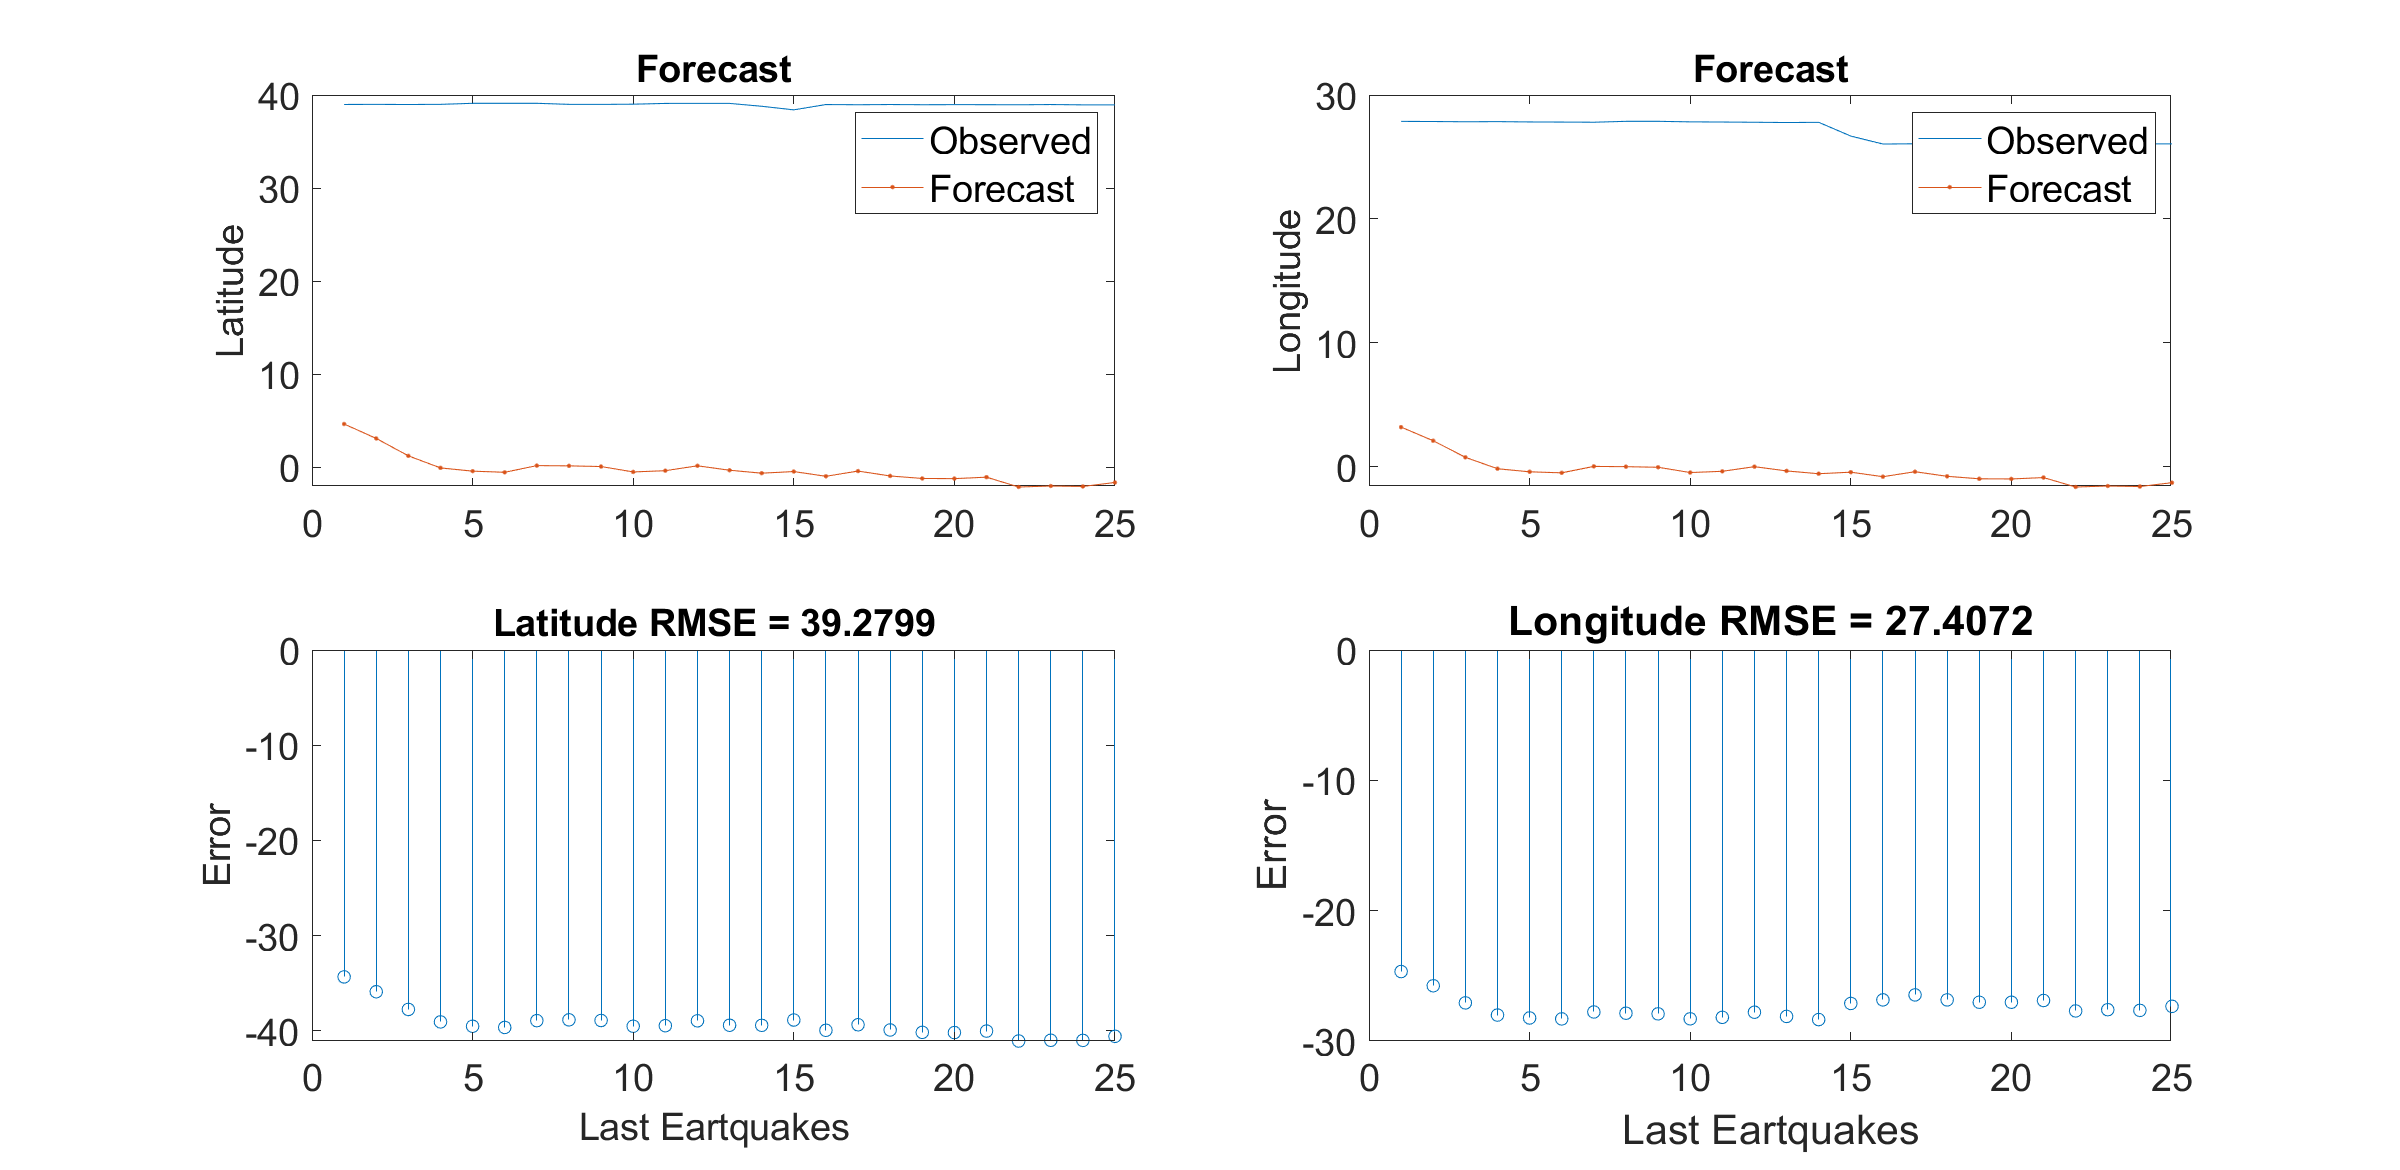 Forecast
40
30
20
10
0
Latitude
Observed
Forecast
0 5 10 15 20 25
Forecast
30
20
10
0
Longitude
Observed
Forecast
0 5 10 15 20 25
Latitude RMSE = 39.2799
0
-10
-20
-30
-40
Error
0 5 10 15 20 25
Last Eartquakes
Longitude RMSE = 27.4072
0
-10
-20
-30
Error
0 5 10 15 20 25
Last Eartquakes